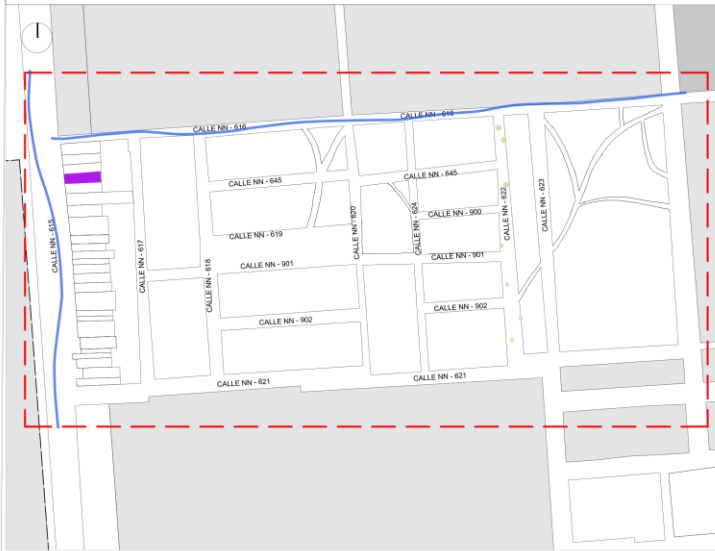 CALLE NN - 616
CALLE NN - 616
CALLE NN - 645
CALLE NN - 645
CALLE NN - 615
CALLE NN - 617
CALLE NN - 618
CALLE NN - 619
CALLE NN - 620
CALLE NN - 624
CALLE NN - 900
CALLE NN - 622
CALLE NN - 623
CALLE NN - 901
CALLE NN - 901
CALLE NN - 902
CALLE NN - 902
CALLE NN - 621
CALLE NN - 621